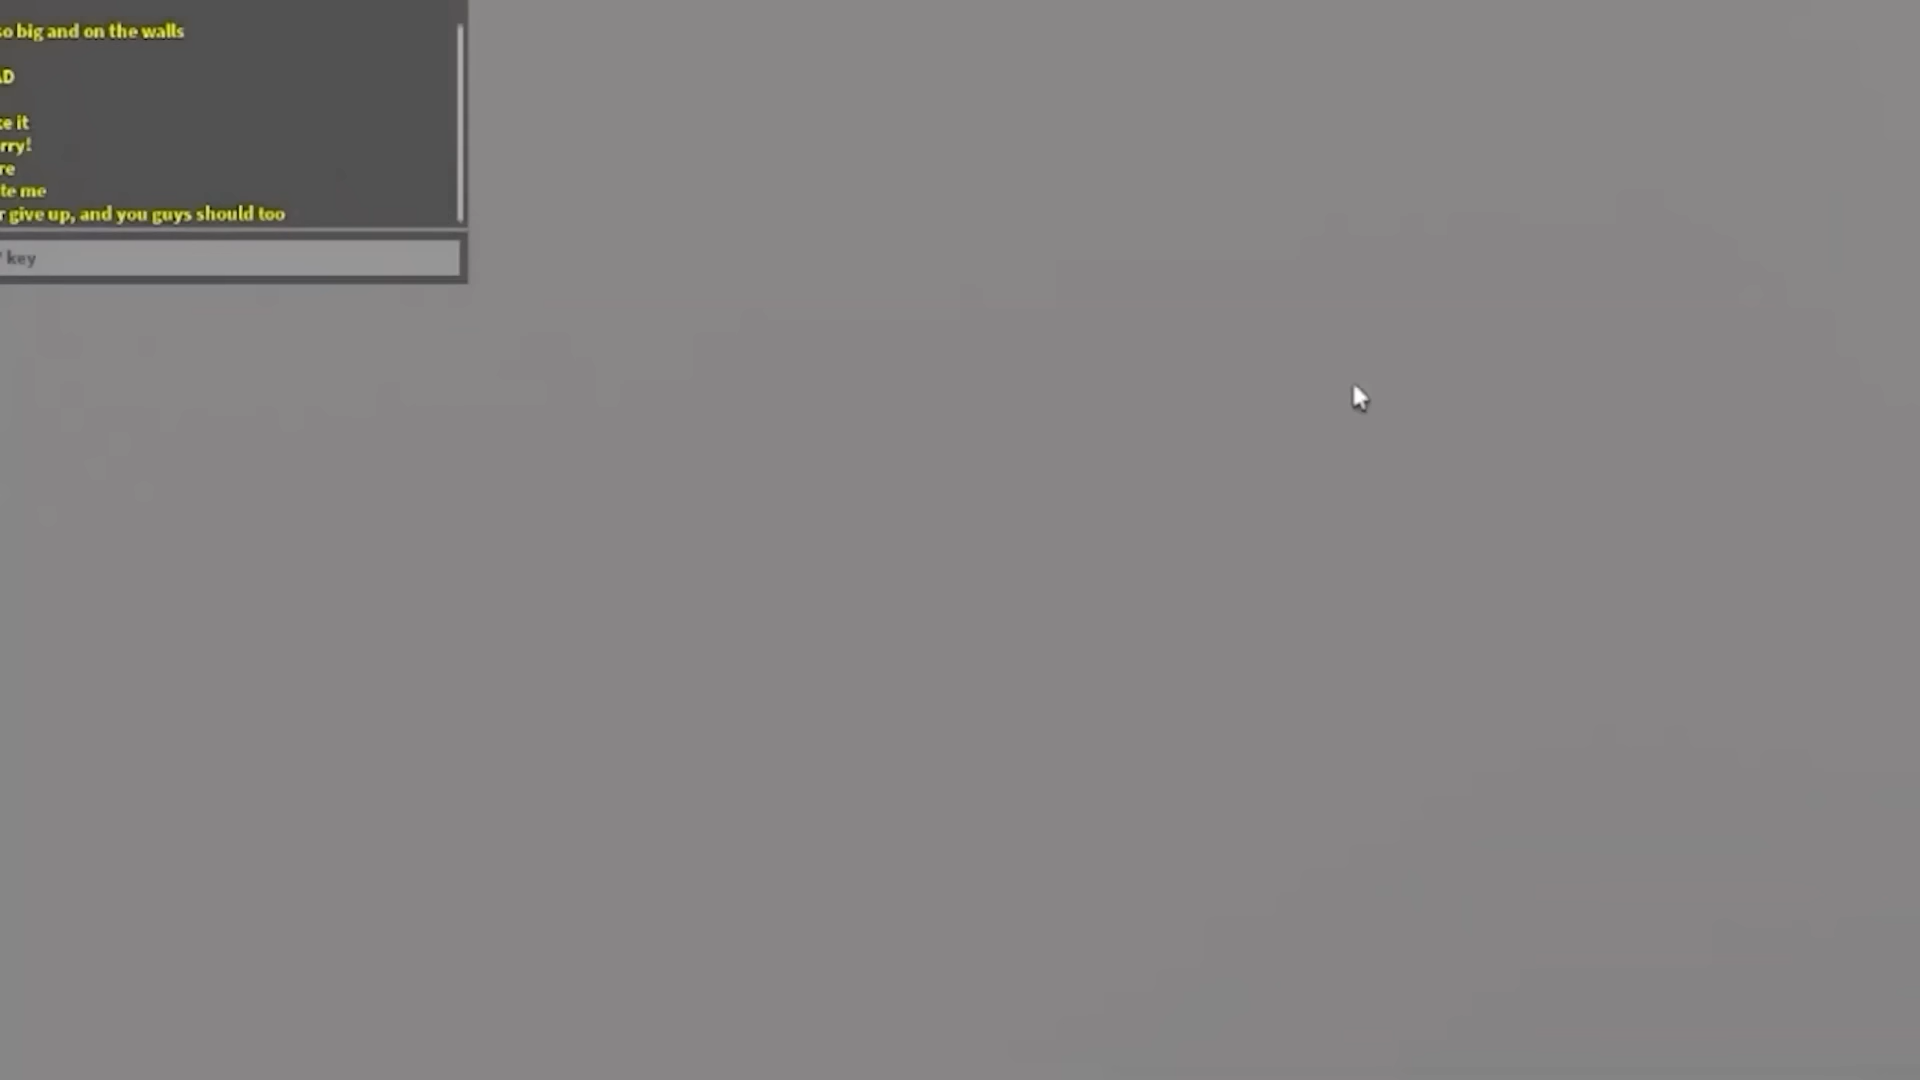 so big and on the walls
AD
ke it
rry!
re
te me
r give up, and you guys should too
' key